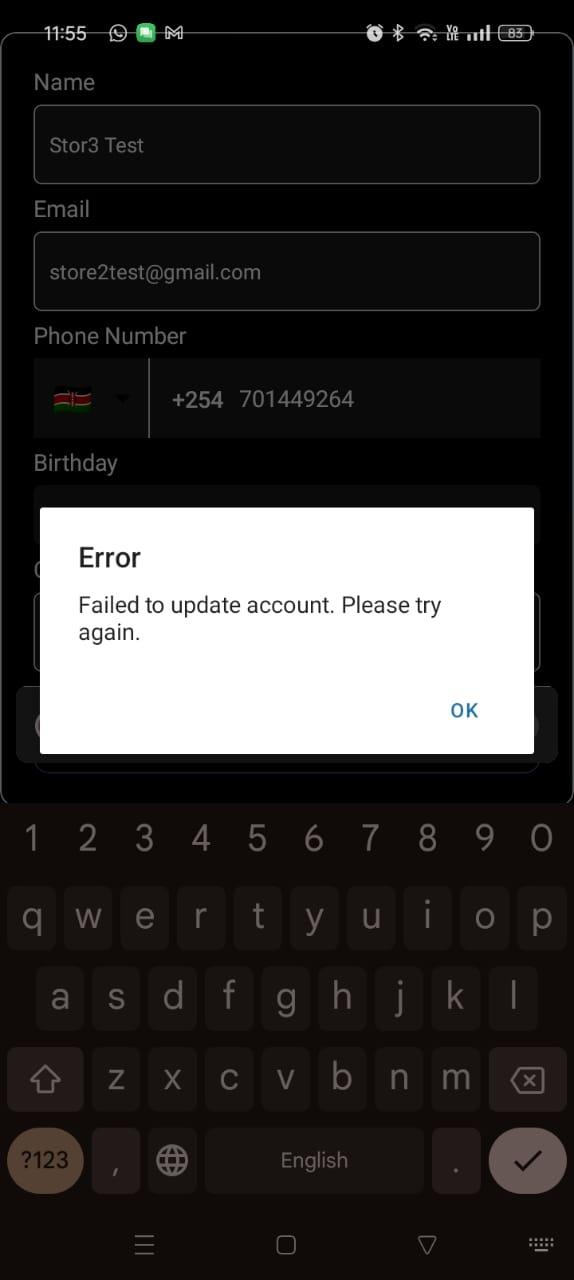 11:55
VO LTE 83
Name
Stor3 Test
Email
store2test@gmail.com
Phone Number
+254 701449264
Birthday
Error
Failed to update account. Please try
again.
OK
1 2 3 4 5 6 7 8 9 0
q w e r t y u i o p
a s d f g h j k l
z x c v b n m
?123 , English .